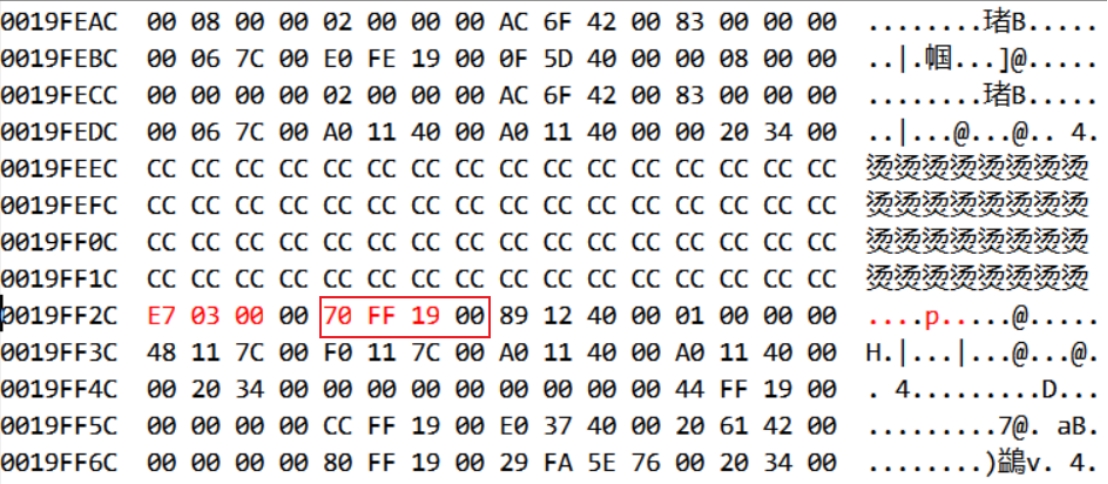 0019FEAC 00 08 00 00 02 00 00 00 AC 6F 42 00 83 00 00 00 ........瑋B.....
0019FEBC 00 06 7C 00 E0 FE 19 00 0F 5D 40 00 00 08 00 00 ..|.帼...]@.....
0019FECC 00 00 00 00 02 00 00 00 AC 6F 42 00 83 00 00 00 ........瑋B.....
0019FEDC 00 06 7C 00 A0 11 40 00 A0 11 40 00 00 20 34 00 ..|...@...@.. 4.
0019FEEC CC CC CC CC CC CC CC CC CC CC CC CC CC CC CC CC 烫烫烫烫烫烫烫烫
0019FEFC CC CC CC CC CC CC CC CC CC CC CC CC CC CC CC CC 烫烫烫烫烫烫烫烫
0019FF0C CC CC CC CC CC CC CC CC CC CC CC CC CC CC CC CC 烫烫烫烫烫烫烫烫
0019FF1C CC CC CC CC CC CC CC CC CC CC CC CC CC CC CC CC 烫烫烫烫烫烫烫烫
0019FF2C E7 03 00 00 70 FF 19 00 89 12 40 00 01 00 00 00 ....p.....@.....
0019FF3C 48 11 7C 00 F0 11 7C 00 A0 11 40 00 A0 11 40 00 H.|...|...@...@.
0019FF4C 00 20 34 00 00 00 00 00 00 00 00 00 44 FF 19 00 . 4.........D...
0019FF5C 00 00 00 00 CC FF 19 00 E0 37 40 00 20 61 42 00 .........7@. aB.
0019FF6C 00 00 00 00 80 FF 19 00 29 FA 5E 76 00 20 34 00 ........)鷀v. 4.